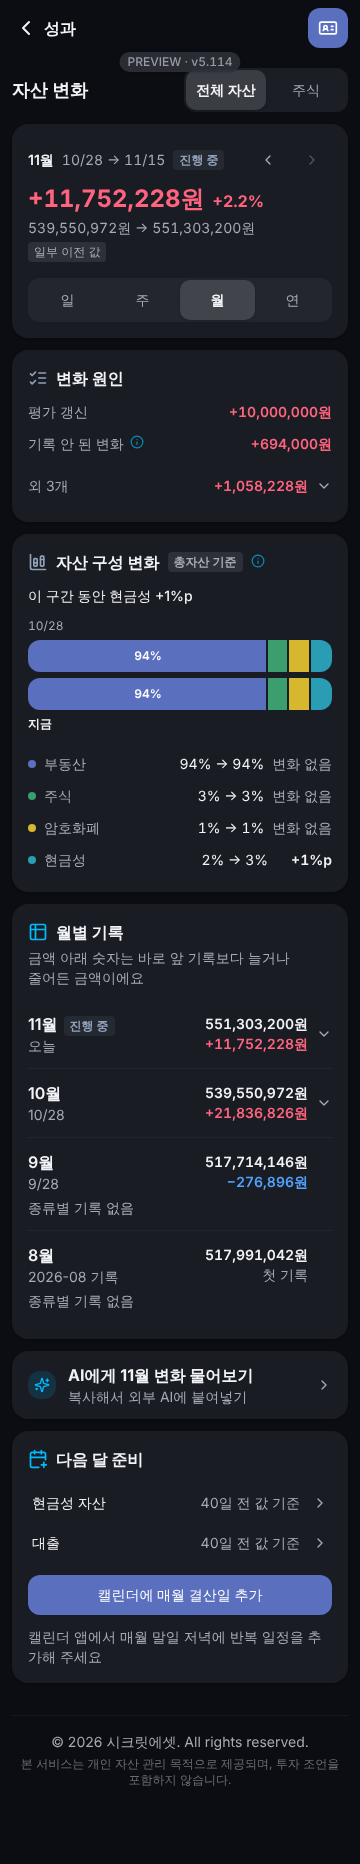 성과
PREVIEW · v5.114
자산 변화
전체 자산
주식
11월 10/28 → 11/15 진행 중
+11,752,228원 +2.2%
539,550,972원 → 551,303,200원
일부 이전 값
일 주 월 연
변화 원인
평가 갱신 +10,000,000원
기록 안 된 변화 +694,000원
외 3개 +1,058,228원
자산 구성 변화 총자산 기준
이 구간 동안 현금성 +1%p
10/28
94%
94%
지금
부동산 94% → 94% 변화 없음
주식 3% → 3% 변화 없음
암호화폐 1% → 1% 변화 없음
현금성 2% → 3% +1%p
월별 기록
금액 아래 숫자는 바로 앞 기록보다 늘거나
줄어든 금액이에요
11월 진행 중 551,303,200원
오늘 +11,752,228원
10월 539,550,972원
10/28 +21,836,826원
9월 517,714,146원
9/28 −276,896원
종류별 기록 없음
8월 517,991,042원
2026-08 기록 첫 기록
종류별 기록 없음
AI에게 11월 변화 물어보기
복사해서 외부 AI에 붙여넣기
다음 달 준비
현금성 자산 40일 전 값 기준
대출 40일 전 값 기준
캘린더에 매월 결산일 추가
캘린더 앱에서 매월 말일 저녁에 반복 일정을 추
가해 주세요
© 2026 시크릿에셋. All rights reserved.
본 서비스는 개인 자산 관리 목적으로 제공되며, 투자 조언을
포함하지 않습니다.